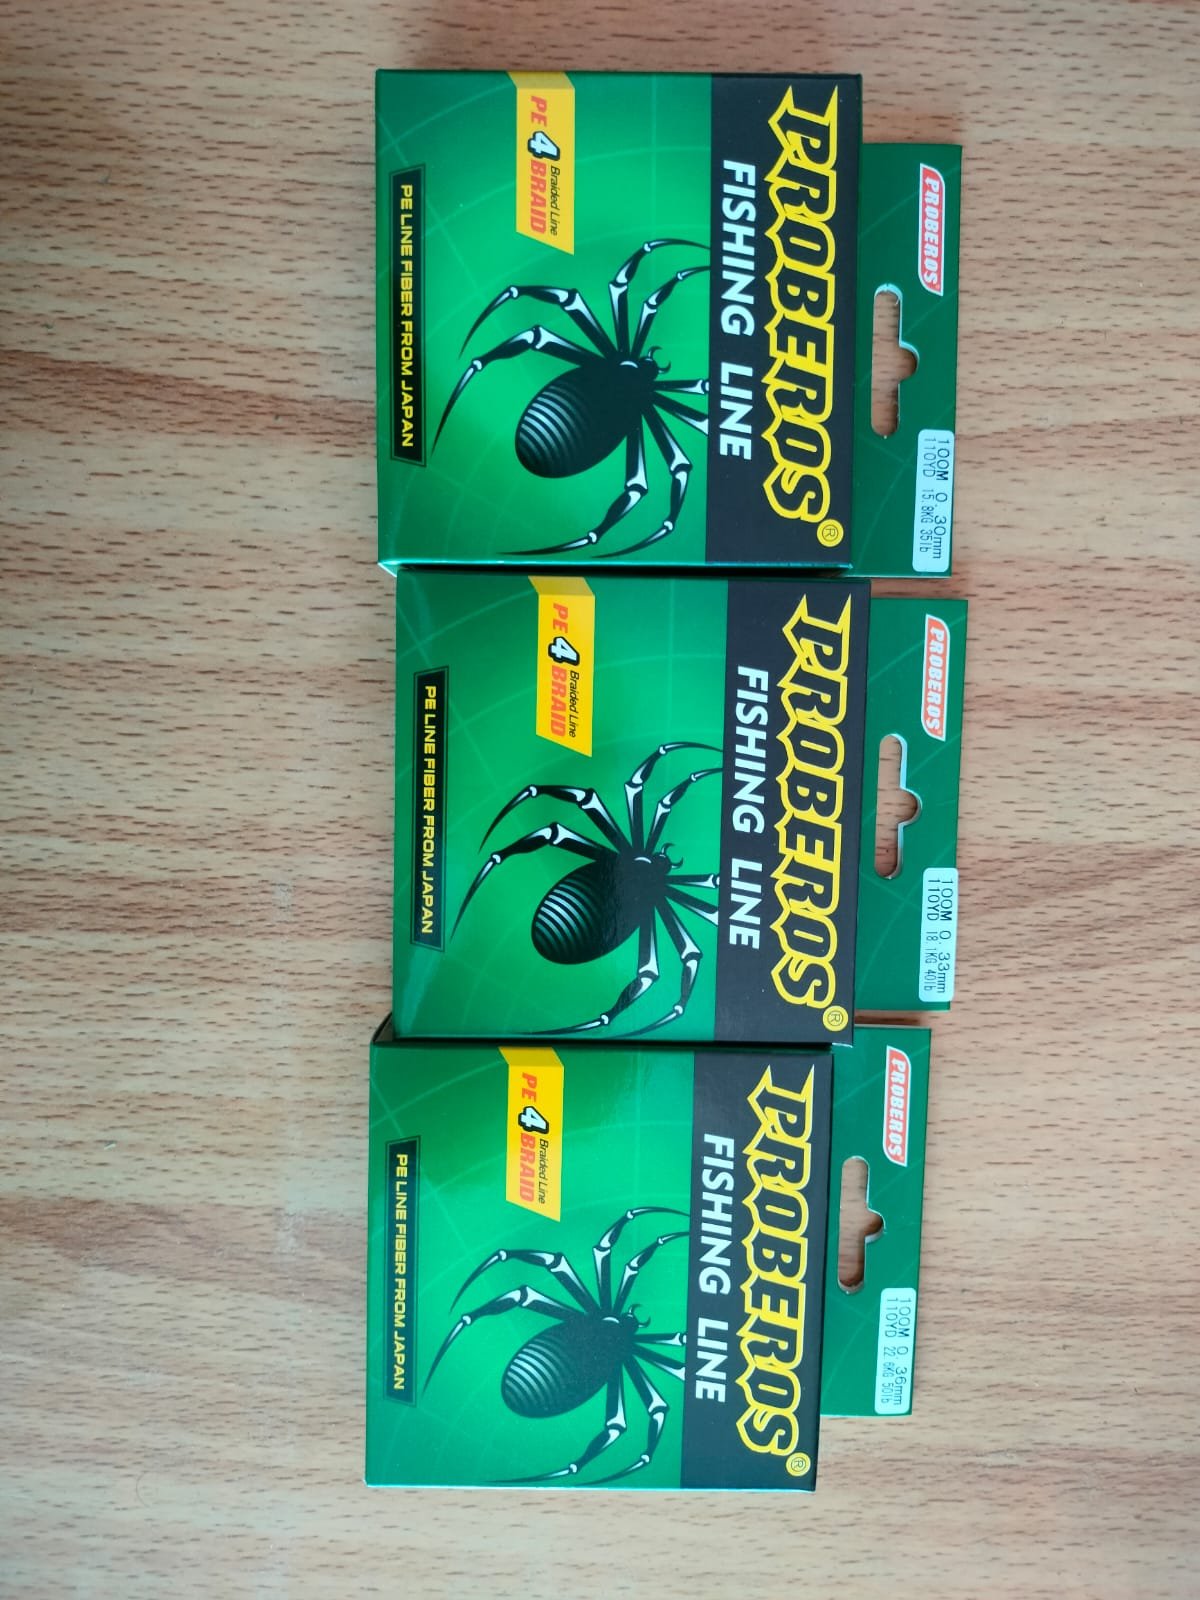 PROBEROS
100M 0.30mm
110YD 15.8KG 35lb
PROBEROS®
FISHING LINE
Braided Line
PE 4 BRAID
PE LINE FIBER FROM JAPAN
PROBEROS
100M 0.33mm
110YD 18.1KG 40lb
PROBEROS®
FISHING LINE
Braided Line
PE 4 BRAID
PE LINE FIBER FROM JAPAN
PROBEROS
100M 0.36mm
110YD 22.6KG 50lb
PROBEROS®
FISHING LINE
Braided Line
PE 4 BRAID
PE LINE FIBER FROM JAPAN